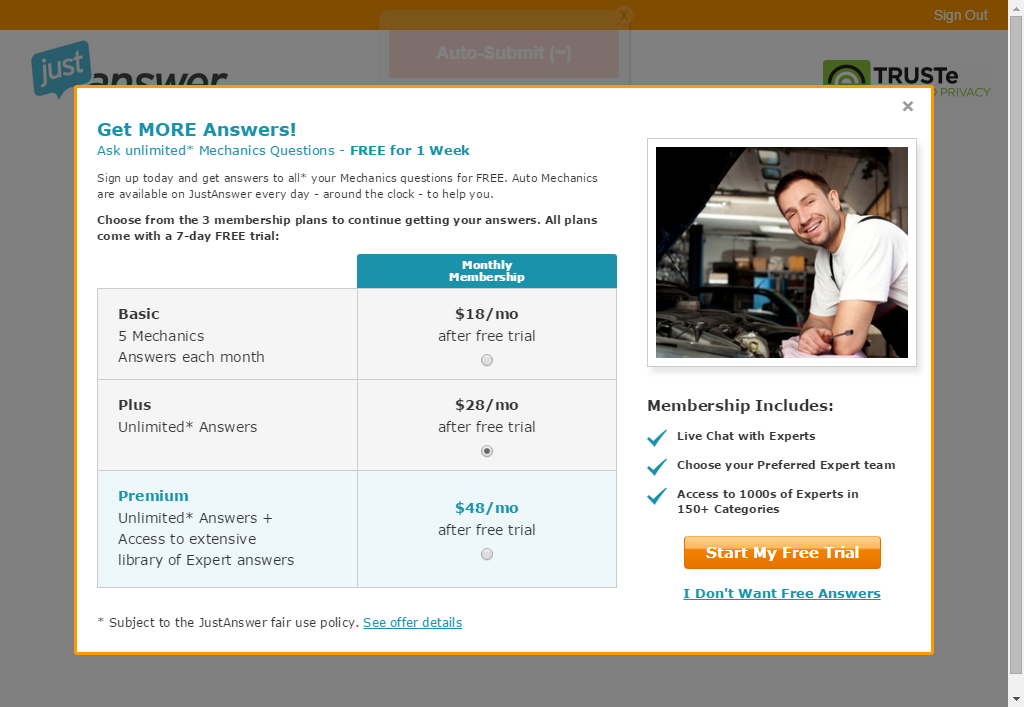 Sign Out
x
Auto-Submit (~)
just
answer
TRUSTe
PRIVACY
×
Get MORE Answers!
Ask unlimited* Mechanics Questions - FREE for 1 Week
Sign up today and get answers to all* your Mechanics questions for FREE. Auto Mechanics
are available on JustAnswer every day - around the clock - to help you.
Choose from the 3 membership plans to continue getting your answers. All plans
come with a 7-day FREE trial:
Monthly
Membership
Basic
5 Mechanics
Answers each month
$18/mo
after free trial
Plus
Unlimited* Answers
$28/mo
after free trial
Premium
Unlimited* Answers +
Access to extensive
library of Expert answers
$48/mo
after free trial
* Subject to the JustAnswer fair use policy. See offer details
Membership Includes:
Live Chat with Experts
Choose your Preferred Expert team
Access to 1000s of Experts in
150+ Categories
Start My Free Trial
I Don't Want Free Answers